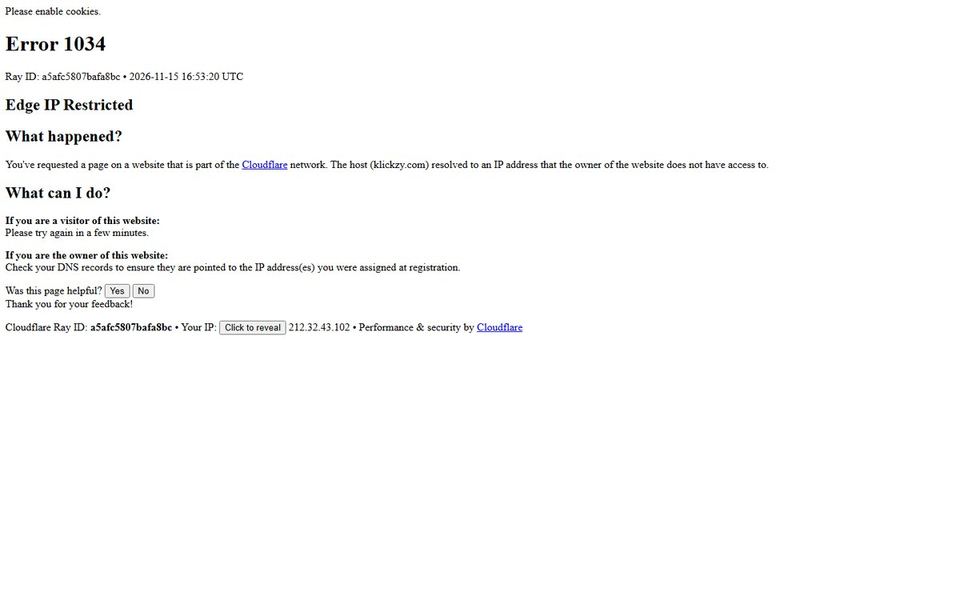 Please enable cookies.
Error 1034
Ray ID: a5afc5807bafa8bc • 2026-11-15 16:53:20 UTC
Edge IP Restricted
What happened?
You've requested a page on a website that is part of the Cloudflare network. The host (klickzy.com) resolved to an IP address that the owner of the website does not have access to.
What can I do?
If you are a visitor of this website:
Please try again in a few minutes.
If you are the owner of this website:
Check your DNS records to ensure they are pointed to the IP address(es) you were assigned at registration.
Was this page helpful? Yes No
Thank you for your feedback!
Cloudflare Ray ID: a5afc5807bafa8bc • Your IP: Click to reveal 212.32.43.102 • Performance & security by Cloudflare